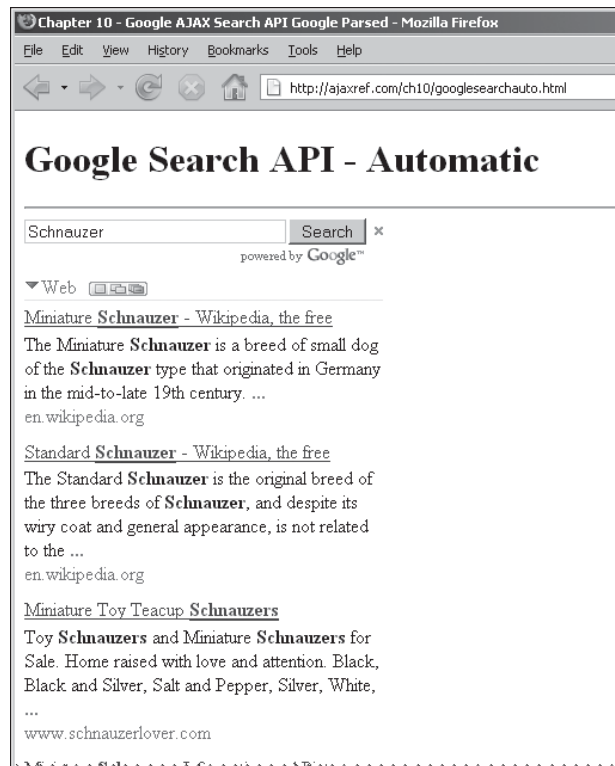 Chapter 10 - Google AJAX Search API Google Parsed - Mozilla Firefox
File Edit View History Bookmarks Tools Help
http://ajaxref.com/ch10/googlesearchauto.html
Google Search API - Automatic
Schnauzer Search ×
powered by Google™
Web
Miniature Schnauzer - Wikipedia, the free
The Miniature Schnauzer is a breed of small dog
of the Schnauzer type that originated in Germany
in the mid-to-late 19th century. ...
en.wikipedia.org
Standard Schnauzer - Wikipedia, the free
The Standard Schnauzer is the original breed of
the three breeds of Schnauzer, and despite its
wiry coat and general appearance, is not related
to the ...
en.wikipedia.org
Miniature Toy Teacup Schnauzers
Toy Schnauzers and Miniature Schnauzers for
Sale. Home raised with love and attention. Black,
Black and Silver, Salt and Pepper, Silver, White,
...
www.schnauzerlover.com